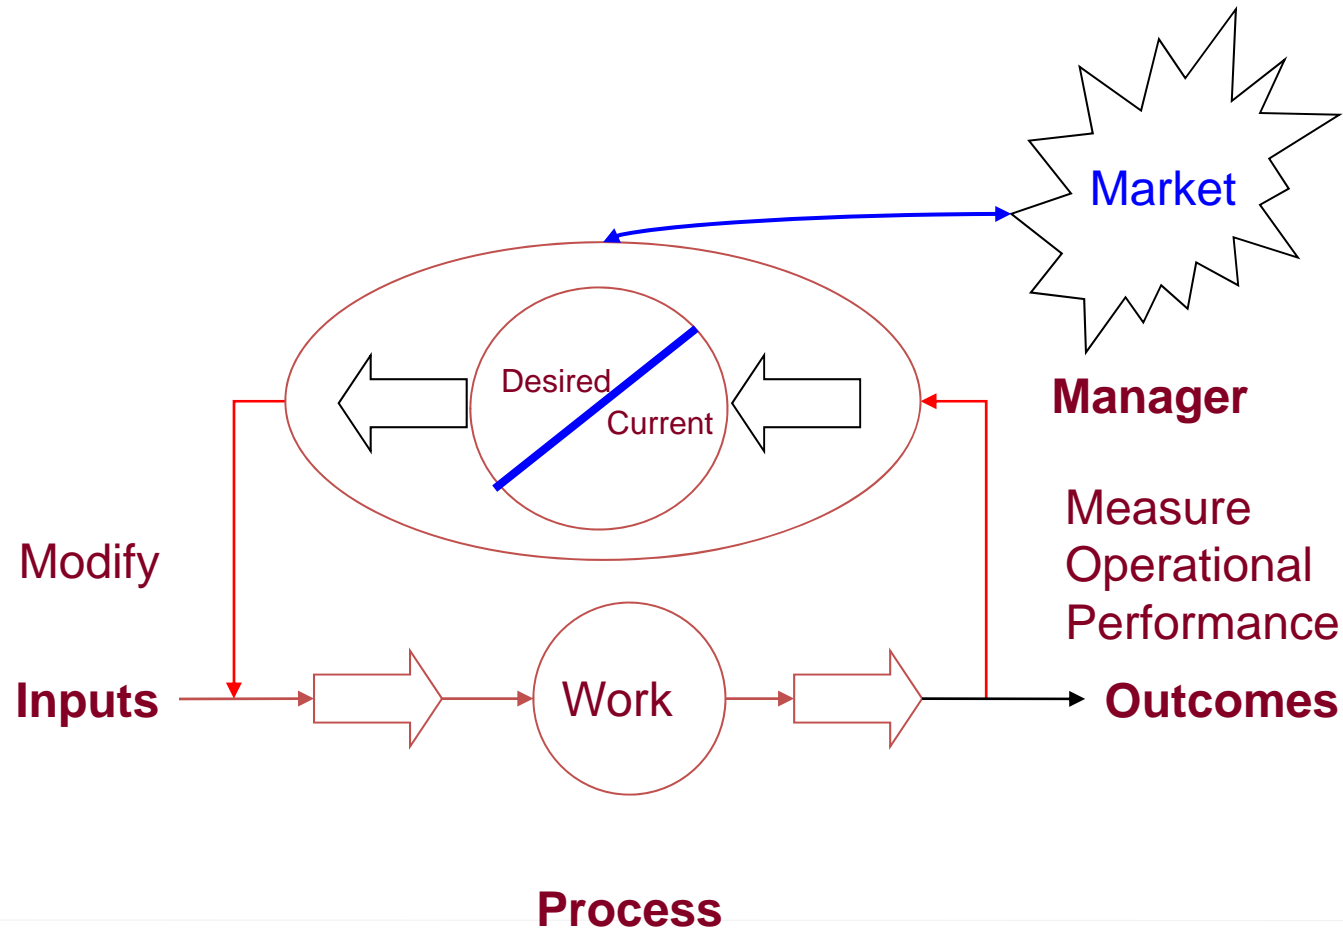 Market
Manager
Desired
Current
Measure
Operational
Performance
Modify
Inputs
Work
Outcomes
Process